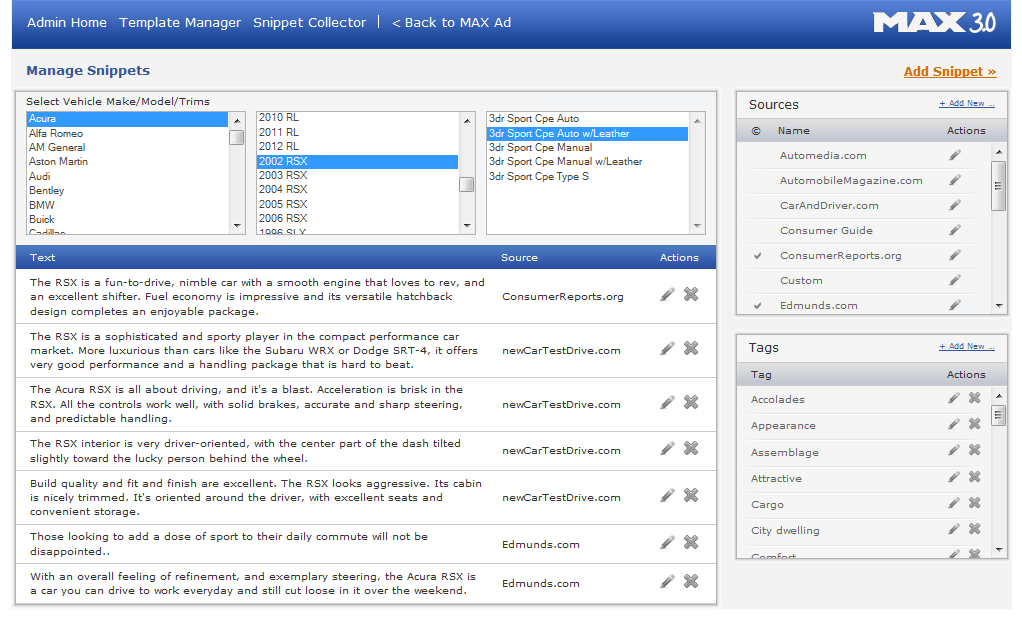 Admin Home Template Manager Snippet Collector | < Back to MAX Ad
MAX 3.0
Manage Snippets
Add Snippet »
Select Vehicle Make/Model/Trims
Acura
Alfa Romeo
AM General
Aston Martin
Audi
Bentley
BMW
Buick
Cadillac
2010 RL
2011 RL
2012 RL
2002 RSX
2003 RSX
2004 RSX
2005 RSX
2006 RSX
1996 SLX
3dr Sport Cpe Auto
3dr Sport Cpe Auto w/Leather
3dr Sport Cpe Manual
3dr Sport Cpe Manual w/Leather
3dr Sport Cpe Type S
Text Source Actions
The RSX is a fun-to-drive, nimble car with a smooth engine that loves to rev, and
an excellent shifter. Fuel economy is impressive and its versatile hatchback
design completes an enjoyable package.
ConsumerReports.org
The RSX is a sophisticated and sporty player in the compact performance car
market. More luxurious than cars like the Subaru WRX or Dodge SRT-4, it offers
very good performance and a handling package that is hard to beat.
newCarTestDrive.com
The Acura RSX is all about driving, and it's a blast. Acceleration is brisk in the
RSX. All the controls work well, with solid brakes, accurate and sharp steering,
and predictable handling.
newCarTestDrive.com
The RSX interior is very driver-oriented, with the center part of the dash tilted
slightly toward the lucky person behind the wheel.
newCarTestDrive.com
Build quality and fit and finish are excellent. The RSX looks aggressive. Its cabin
is nicely trimmed. It's oriented around the driver, with excellent seats and
convenient storage.
newCarTestDrive.com
Those looking to add a dose of sport to their daily commute will not be
disappointed..
Edmunds.com
With an overall feeling of refinement, and exemplary steering, the Acura RSX is
a car you can drive to work everyday and still cut loose in it over the weekend.
Edmunds.com
Sources
+ Add New ...
© Name Actions
Automedia.com
AutomobileMagazine.com
CarAndDriver.com
Consumer Guide
ConsumerReports.org
Custom
Edmunds.com
Tags
+ Add New ...
Tag Actions
Accolades
Appearance
Assemblage
Attractive
Cargo
City dwelling
Comfort